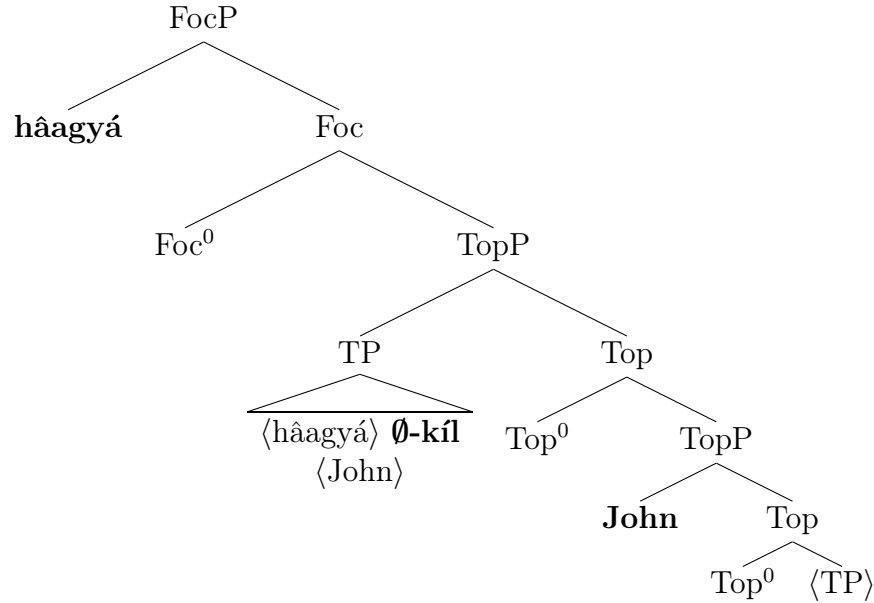 FocP
hâagyá Foc
Foc⁰ TopP
TP Top
⟨hâagyá⟩ ∅-kíl Top⁰ TopP
⟨John⟩
John Top
Top⁰ ⟨TP⟩